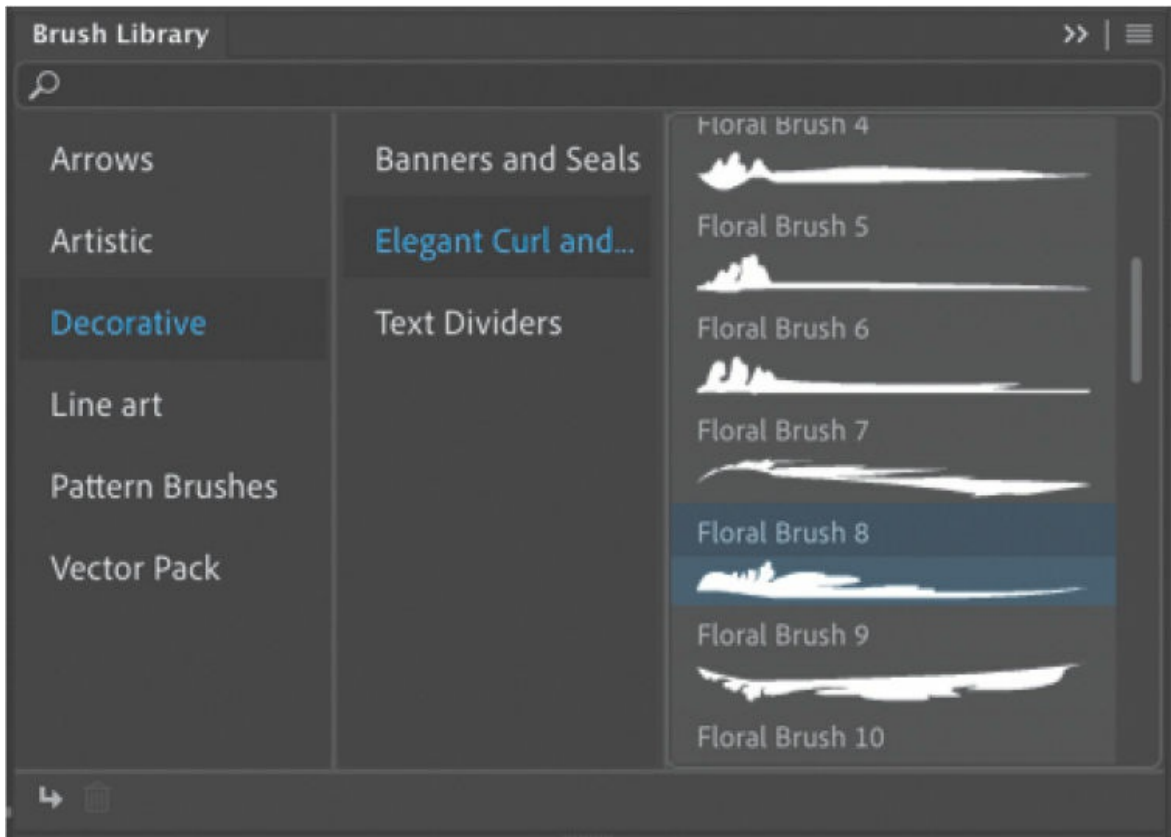 Brush Library
Arrows
Artistic
Decorative
Line art
Pattern Brushes
Vector Pack
Banners and Seals
Elegant Curl and...
Text Dividers
Floral Brush 4
Floral Brush 5
Floral Brush 6
Floral Brush 7
Floral Brush 8
Floral Brush 9
Floral Brush 10